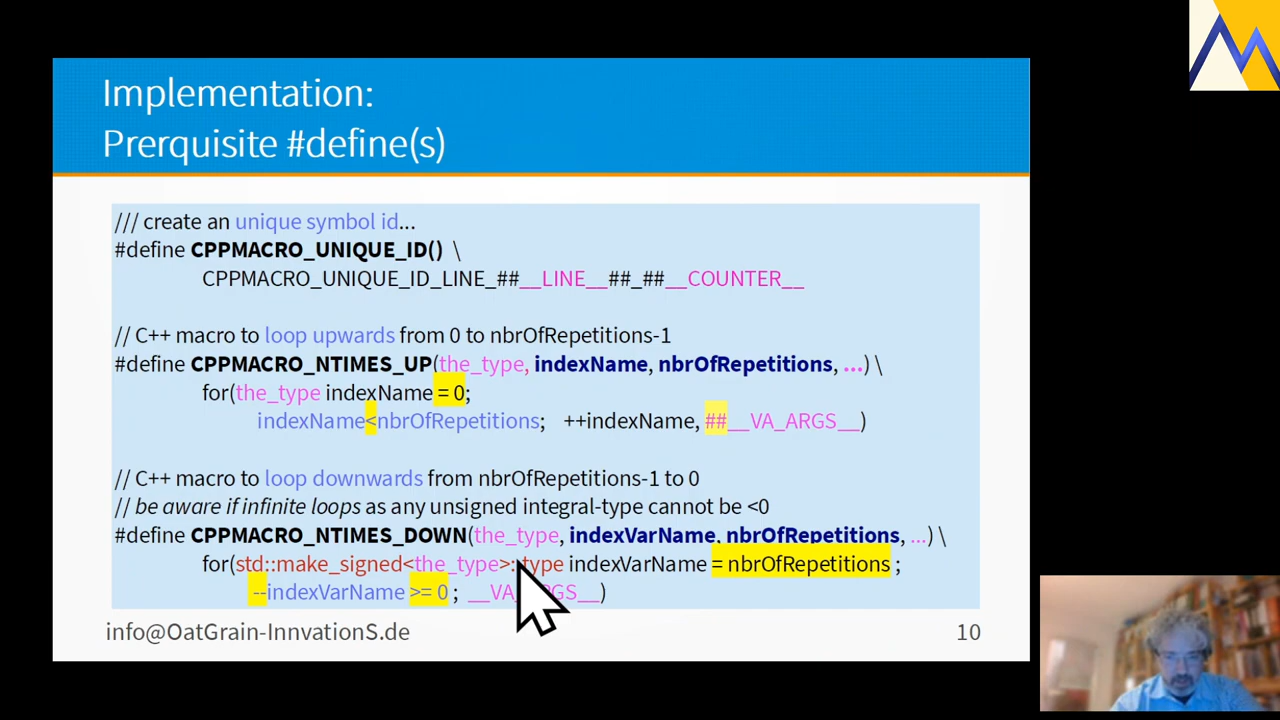 Implementation:
Prerquisite #define(s)
/// create an unique symbol id...
#define CPPMACRO_UNIQUE_ID() \
CPPMACRO_UNIQUE_ID_LINE_##__LINE__##_##__COUNTER__
// C++ macro to loop upwards from 0 to nbrOfRepetitions-1
#define CPPMACRO_NTIMES_UP(the_type, indexName, nbrOfRepetitions, ...) \
for(the_type indexName = 0;
indexName<nbrOfRepetitions; ++indexName, ##__VA_ARGS__)
// C++ macro to loop downwards from nbrOfRepetitions-1 to 0
// be aware if infinite loops as any unsigned integral-type cannot be <0
#define CPPMACRO_NTIMES_DOWN(the_type, indexVarName, nbrOfRepetitions, ...) \
for(std::make_signed<the_type>::type indexVarName = nbrOfRepetitions ;
--indexVarName >= 0 ; __VA_ARGS__)
info@OatGrain-InnvationS.de
10